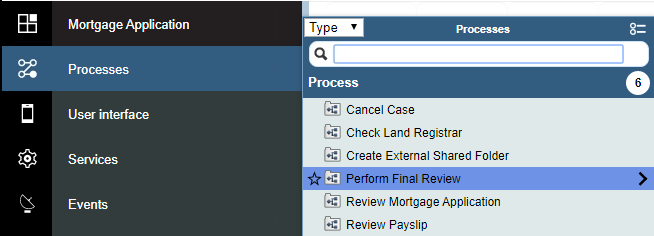 Mortgage Application
Processes
User interface
Services
Events
Type
Processes
Process
6
Cancel Case
Check Land Registrar
Create External Shared Folder
Perform Final Review
Review Mortgage Application
Review Payslip